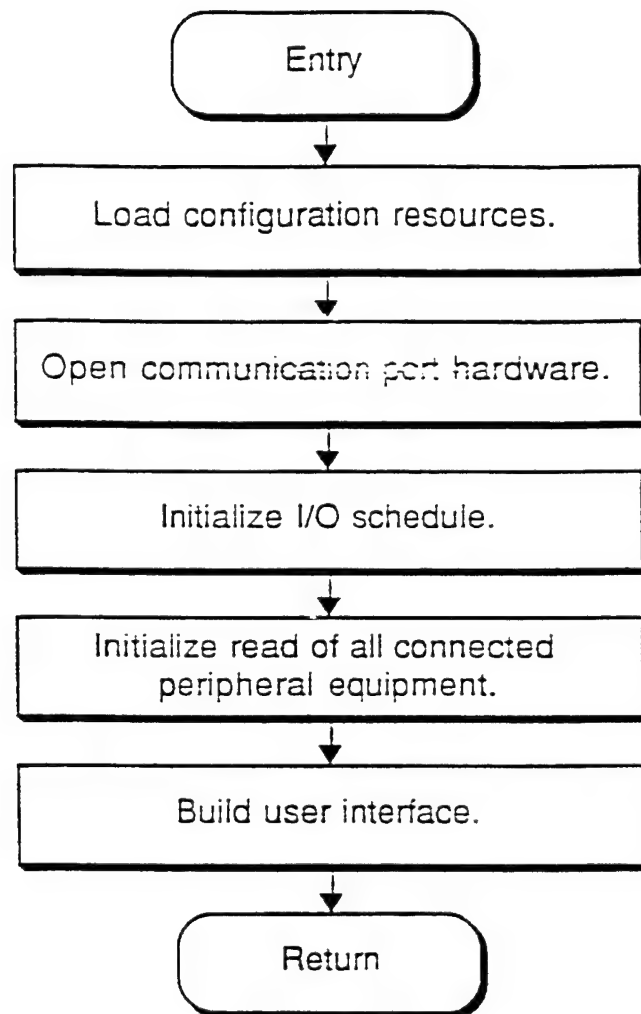 Entry
Load configuration resources.
Open communication port hardware.
Initialize I/O schedule.
Initialize read of all connected
peripheral equipment.
Build user interface.
Return